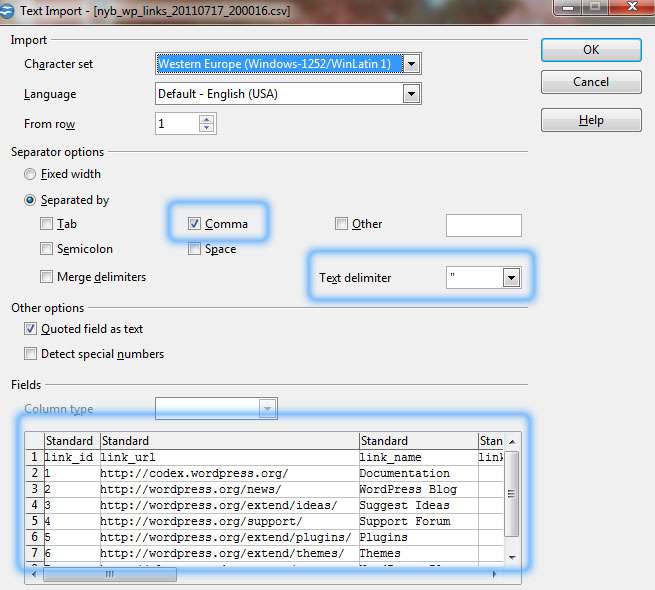 Text Import - [nyb_wp_links_20110717_200016.csv]
Import
OK
Character set Western Europe (Windows-1252/WinLatin 1)
Cancel
Language Default - English (USA)
From row 1
Help
Separator options
Fixed width
Separated by
Tab Comma Other
Semicolon Space
Merge delimiters Text delimiter "
Other options
Quoted field as text
Detect special numbers
Fields
Column type
Standard Standard Standard Stan
1 link_id link_url link_name link
2 1 http://codex.wordpress.org/ Documentation
3 2 http://wordpress.org/news/ WordPress Blog
4 3 http://wordpress.org/extend/ideas/ Suggest Ideas
5 4 http://wordpress.org/support/ Support Forum
6 5 http://wordpress.org/extend/plugins/ Plugins
7 6 http://wordpress.org/extend/themes/ Themes